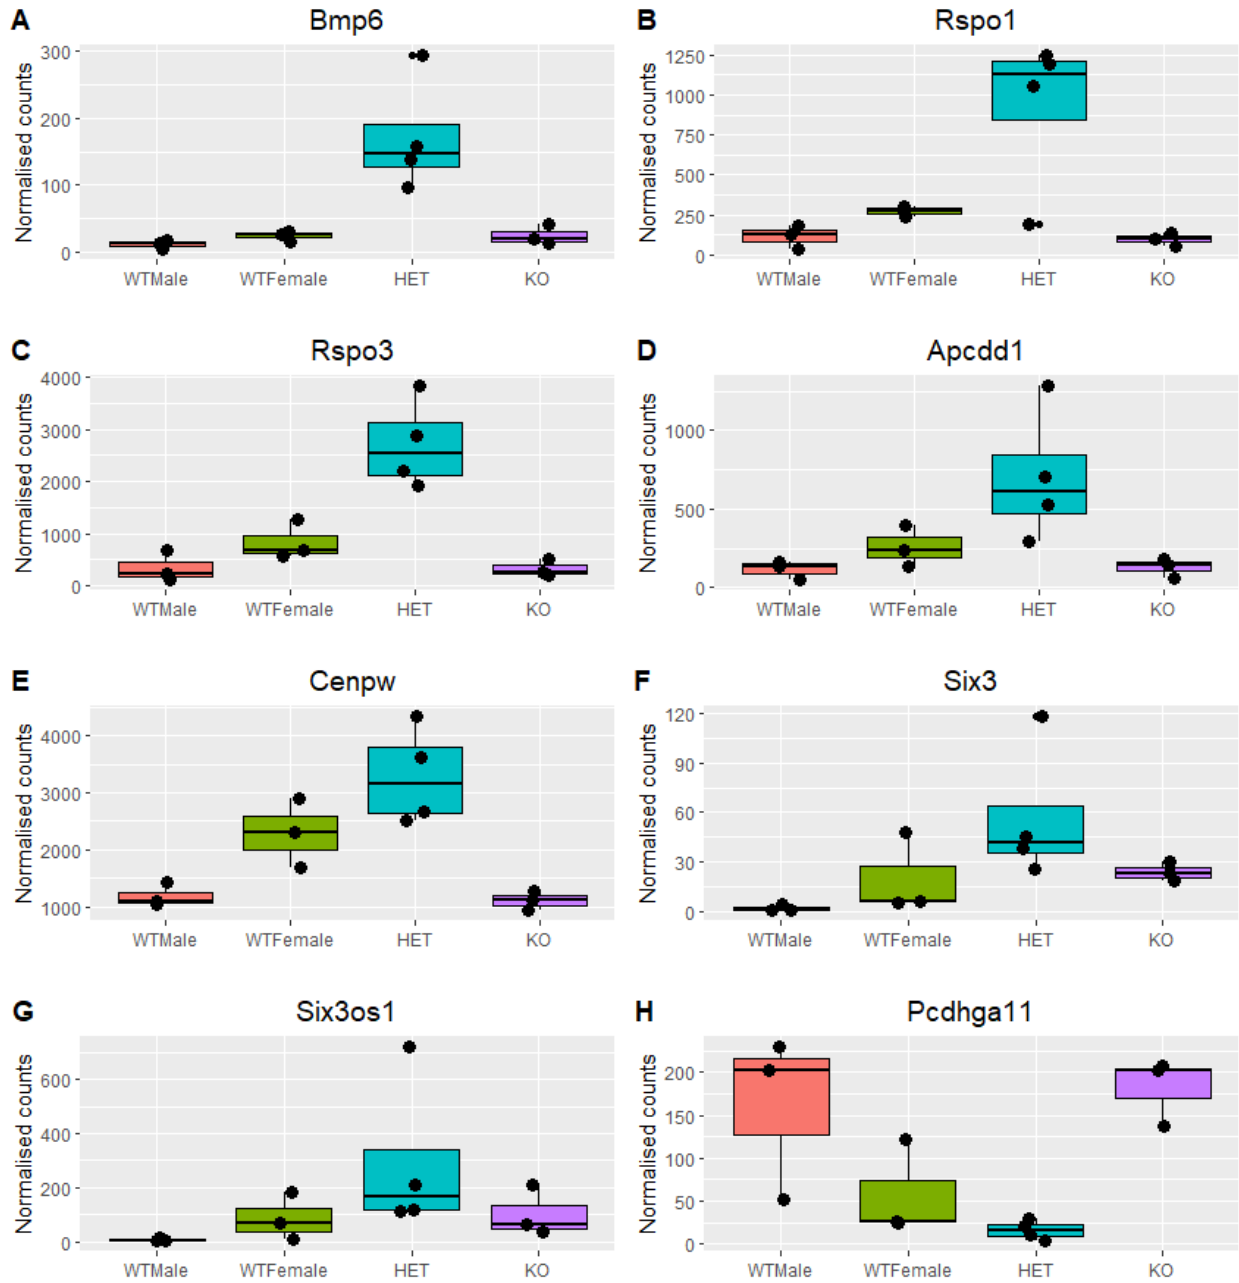 A Bmp6
Normalised counts
300
200
100
0
WTMale WTFemale HET KO
B Rspo1
Normalised counts
1250
1000
750
500
250
0
WTMale WTFemale HET KO
C Rspo3
Normalised counts
4000
3000
2000
1000
0
WTMale WTFemale HET KO
D Apcdd1
Normalised counts
1000
500
0
WTMale WTFemale HET KO
E Cenpw
Normalised counts
4000
3000
2000
1000
WTMale WTFemale HET KO
F Six3
Normalised counts
120
90
60
30
0
WTMale WTFemale HET KO
G Six3os1
Normalised counts
600
400
200
0
WTMale WTFemale HET KO
H Pcdhga11
Normalised counts
200
150
100
50
0
WTMale WTFemale HET KO